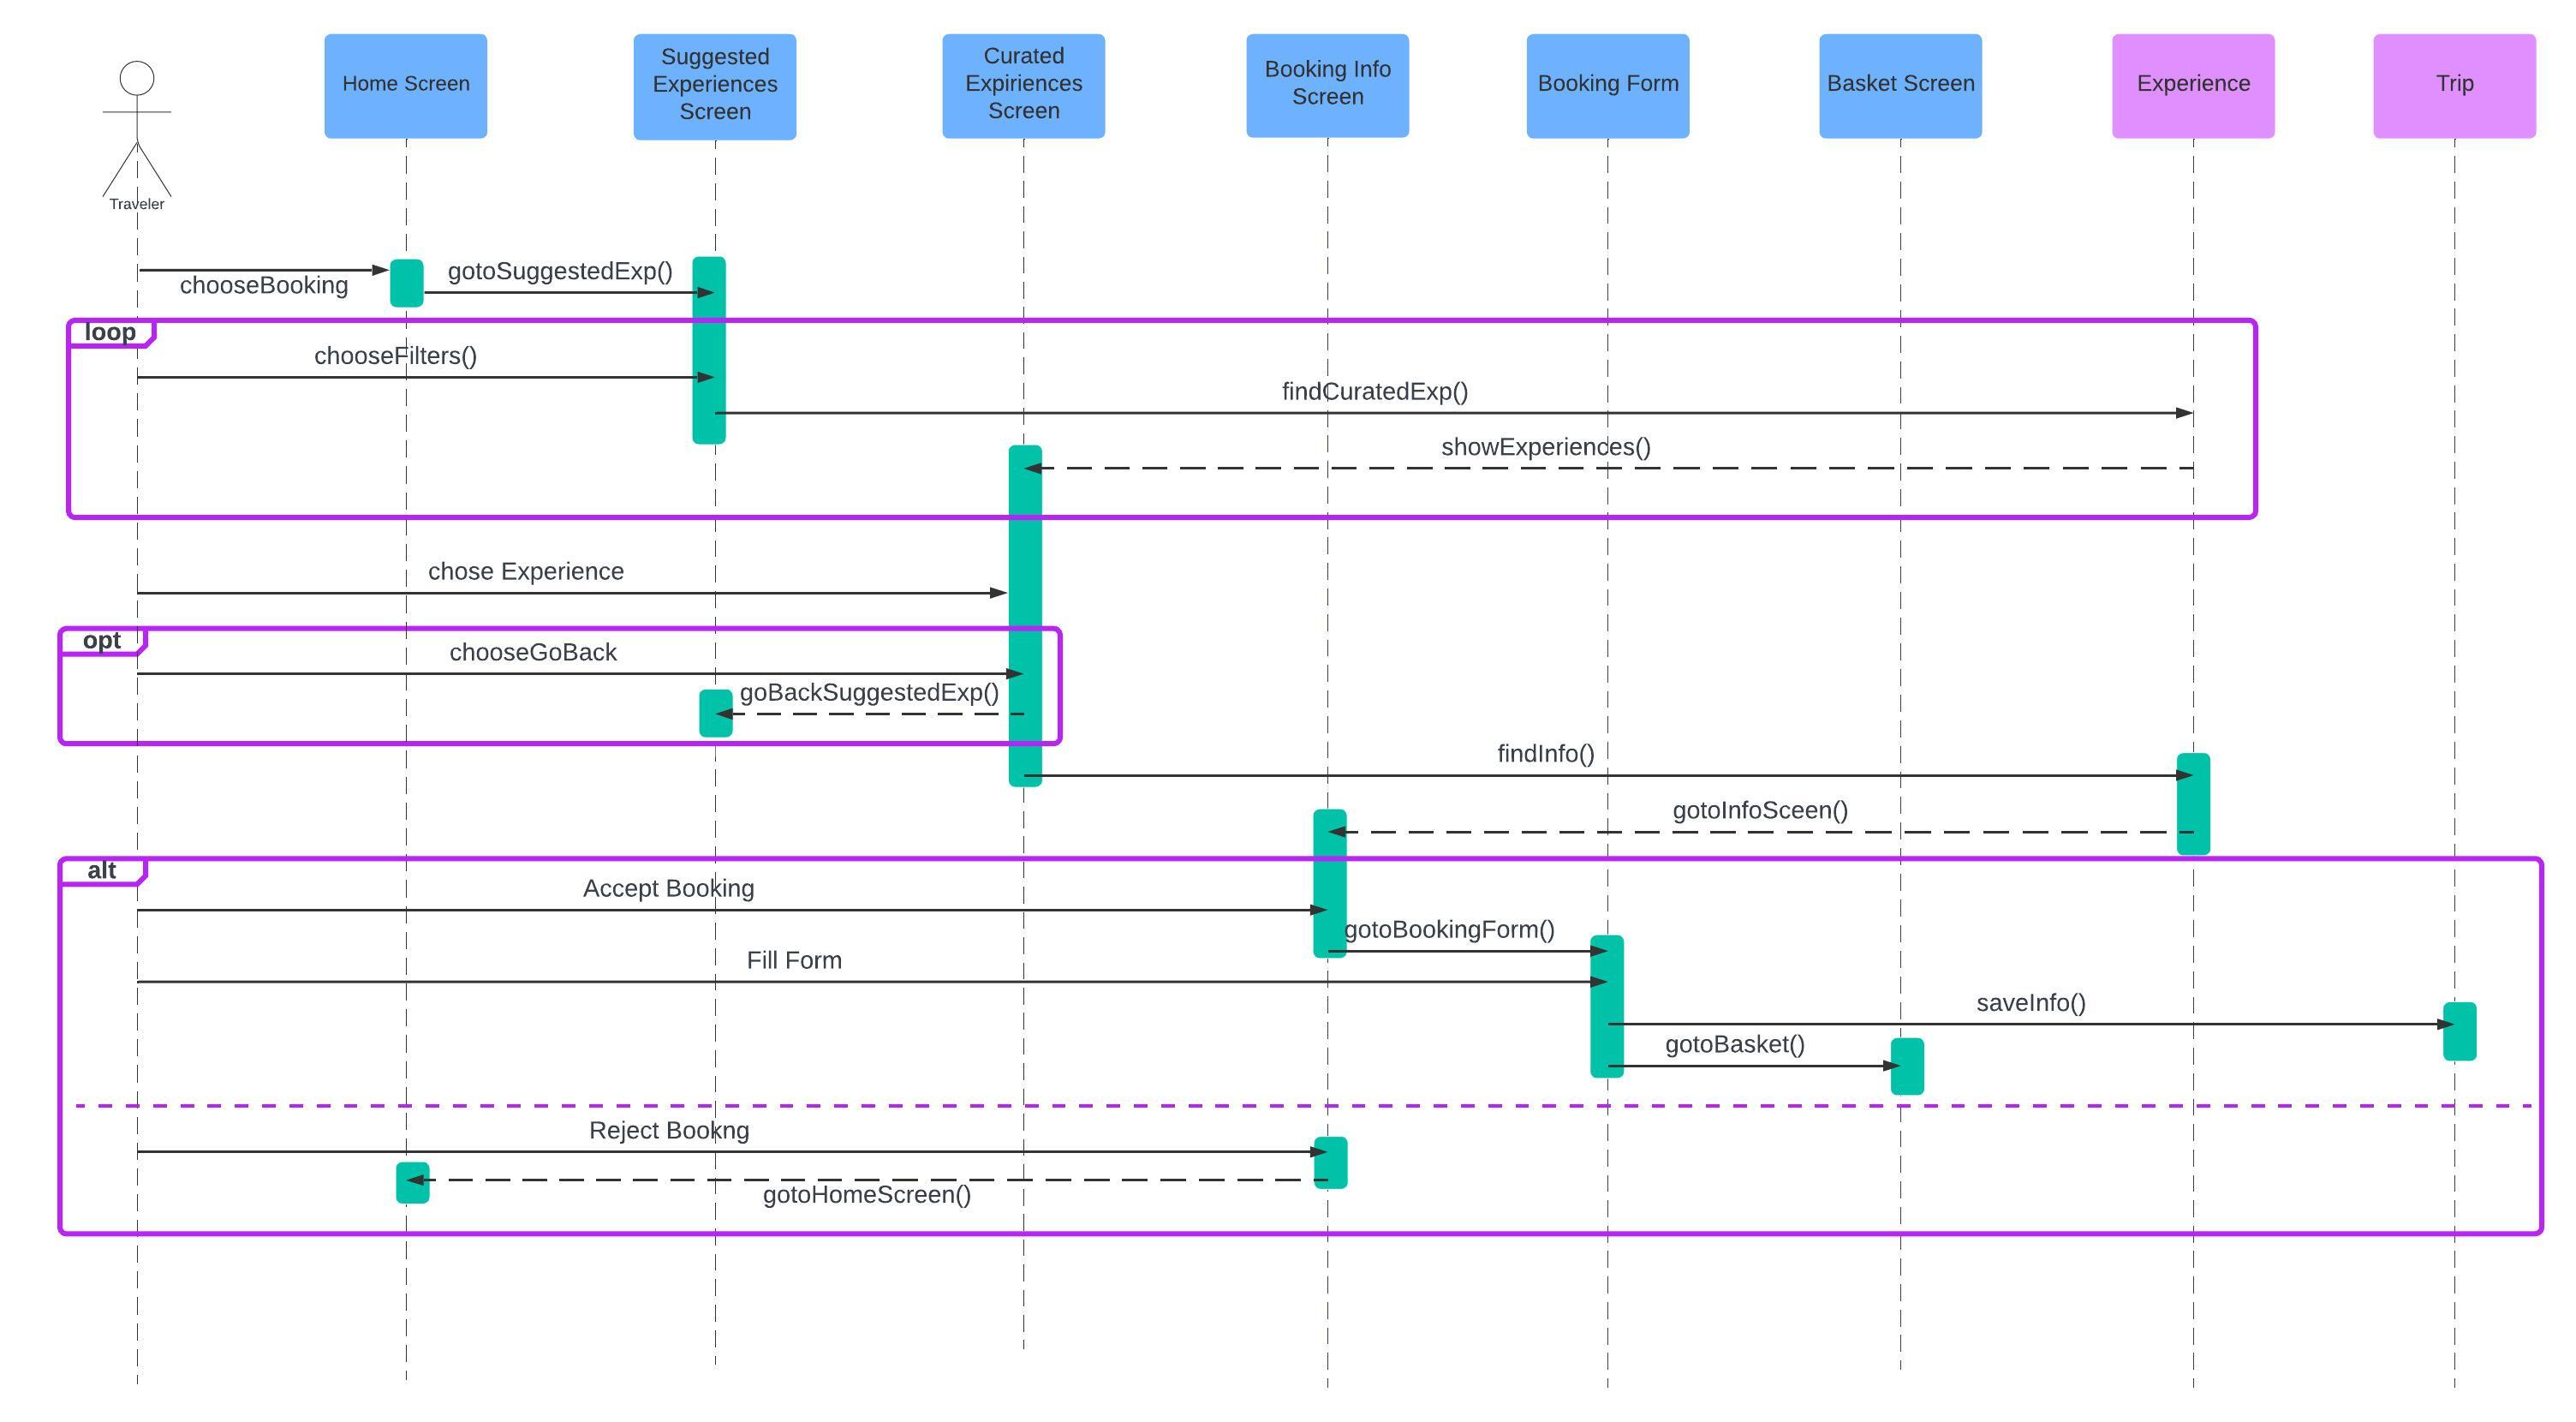 Home Screen
Suggested
Experiences
Screen
Curated
Expiriences
Screen
Booking Info
Screen
Booking Form
Basket Screen
Experience
Trip
Traveler
chooseBooking
gotoSuggestedExp()
loop
chooseFilters()
findCuratedExp()
showExperiences()
chose Experience
opt
chooseGoBack
goBackSuggestedExp()
findInfo()
gotoInfoSceen()
alt
Accept Booking
gotoBookingForm()
Fill Form
saveInfo()
gotoBasket()
Reject Bookng
gotoHomeScreen()